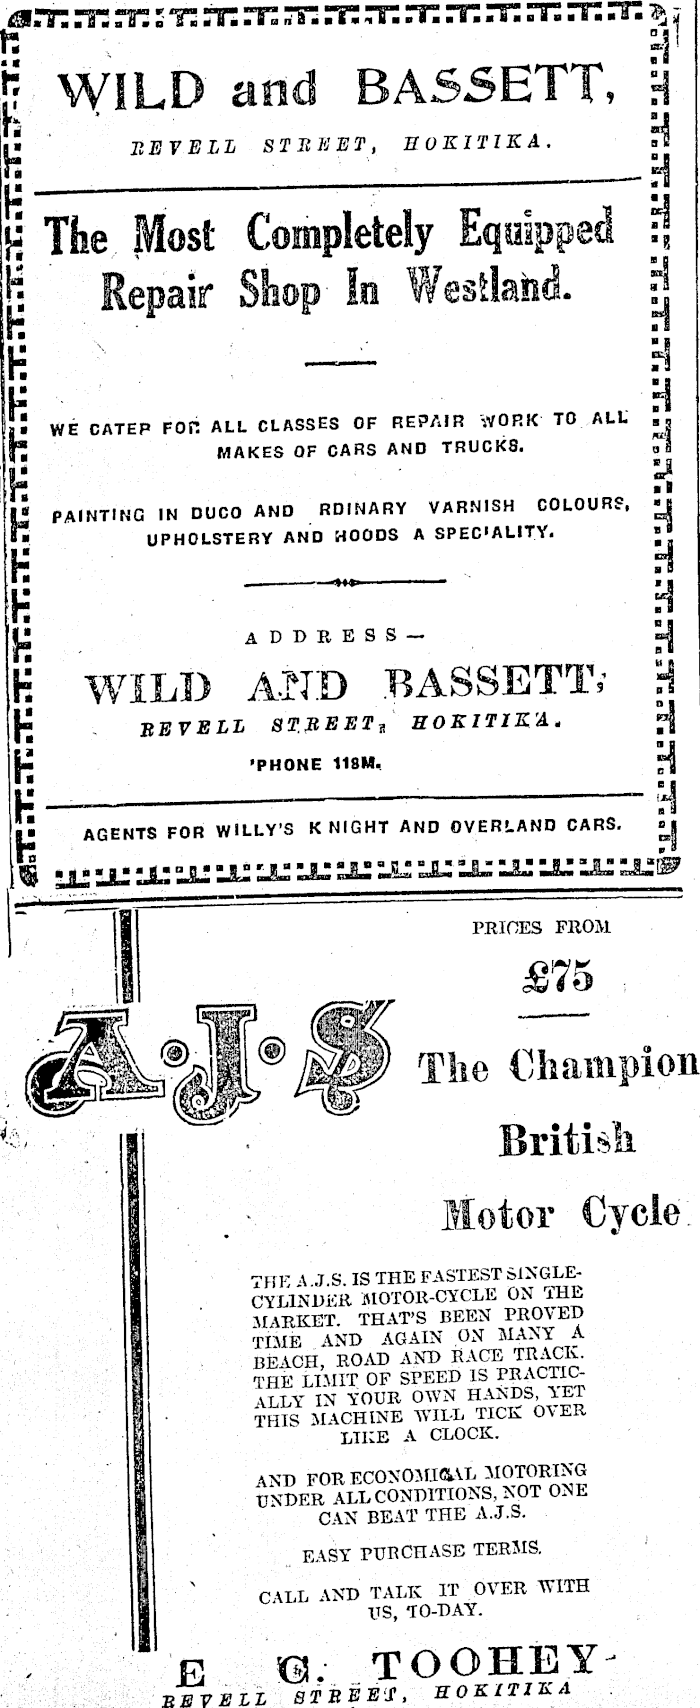 WILD and BASSETT,
REVELL STREET, HOKITIKA.
The Most Completely Equipped
Repair Shop In Westland.
WE CATER FOR ALL CLASSES OF REPAIR WORK TO ALL
MAKES OF CARS AND TRUCKS.
PAINTING IN DUCO AND RDINARY VARNISH COLOURS,
UPHOLSTERY AND HOODS A SPECIALITY.
ADDRESS—
WILD AND BASSETT,
REVELL STREET, HOKITIKA.
'PHONE 118M.
AGENTS FOR WILLY'S KNIGHT AND OVERLAND CARS.
PRICES FROM
£75
A.J.S
The Champion
British
Motor Cycle
THE A.J.S. IS THE FASTEST SINGLE-
CYLINDER MOTOR-CYCLE ON THE
MARKET. THAT'S BEEN PROVED
TIME AND AGAIN ON MANY A
BEACH, ROAD AND RACE TRACK.
THE LIMIT OF SPEED IS PRACTIC-
ALLY IN YOUR OWN HANDS, YET
THIS MACHINE WILL TICK OVER
LIKE A CLOCK.
AND FOR ECONOMICAL MOTORING
UNDER ALL CONDITIONS, NOT ONE
CAN BEAT THE A.J.S.
EASY PURCHASE TERMS.
CALL AND TALK IT OVER WITH
US, TO-DAY.
E G. TOOHEY
REVELL STREET, HOKITIKA